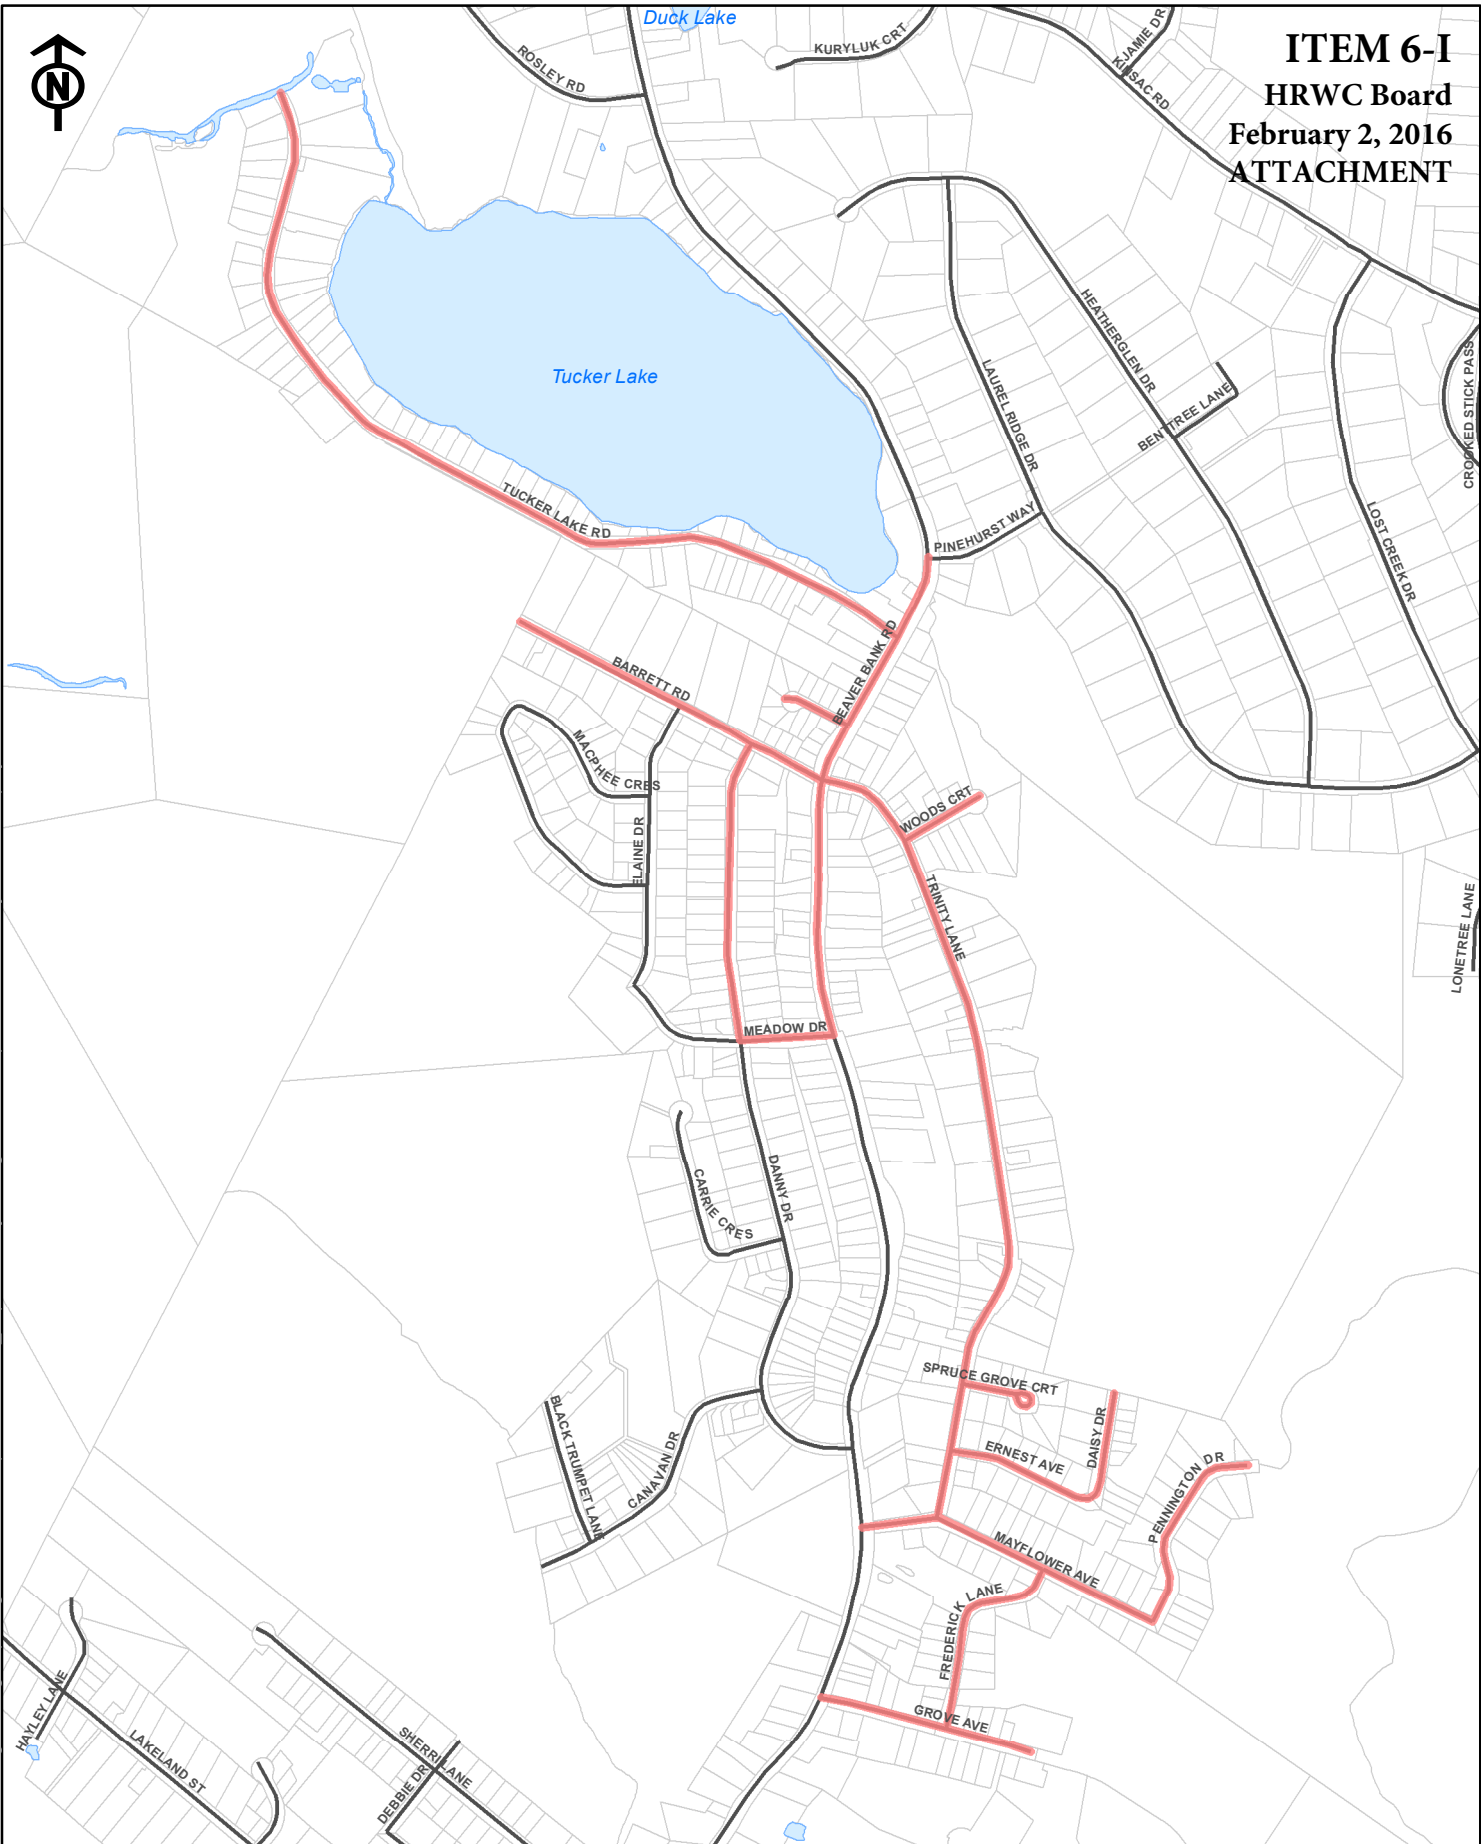 Duck Lake
N
ITEM 6-I
HRWC Board
February 2, 2016
ATTACHMENT
ROSLEY RD
KURYLUK CRT
JAMIE DR
KINSAC RD
Tucker Lake
HEATHERGLEN DR
LAUREL RIDGE DR
BENTTREE LANE
CROOKED STICK PASS
LOST CREEK DR
PINEHURST WAY
TUCKER LAKE RD
BEAVER BANK RD
BARRETT RD
MACPHEE CRES
ELAINE DR
WOODS CRT
TRINITY LANE
LONETREE LANE
MEADOW DR
DANNY DR
CARRIE CRES
SPRUCE GROVE CRT
DAISY DR
ERNEST AVE
PENNINGTON DR
BLACK TRUMPET LANE
CANAVAN DR
MAYFLOWER AVE
FREDERICK LANE
GROVE AVE
HAYLEY LANE
LAKELAND ST
SHERRI LANE
DEBBIE DR